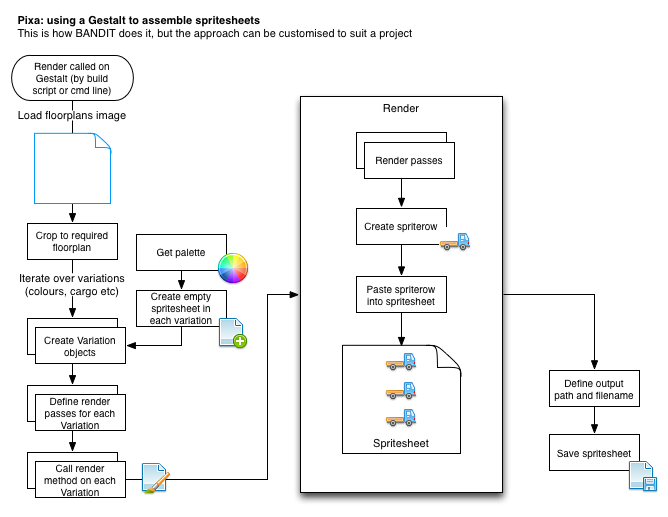 Pixa: using a Gestalt to assemble spritesheets
This is how BANDIT does it, but the approach can be customised to suit a project
Render called on
Gestalt (by build
script or cmd line)
Load floorplans image
Crop to required
floorplan
Iterate over variations
(colours, cargo etc)
Get palette
Create empty
spritesheet in
each variation
Create Variation
objects
Define render
passes for each
Variation
Call render
method on each
Variation
Render
Render passes
Create spriterow
Paste spriterow
into spritesheet
Spritesheet
Define output
path and filename
Save spritesheet